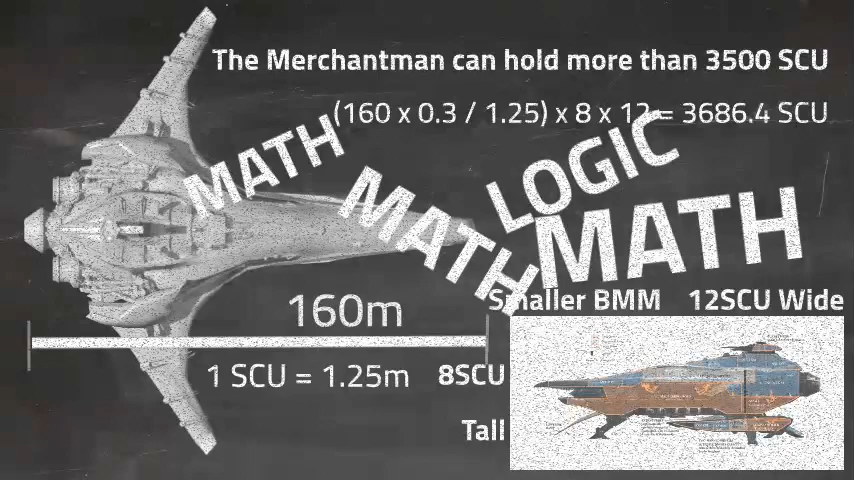 The Merchantman can hold more than 3500 SCU
(160 x 0.3 / 1.25) x 8 x 12 = 3686.4 SCU
MATH
LOGIC
MATH
MATH
Smaller BMM 12SCU Wide
160m
1 SCU = 1.25m 8SCU
Tall